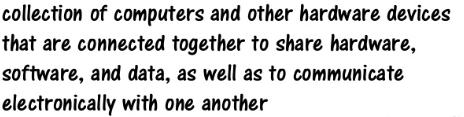 collection of computers and other hardware devices
that are connected together to share hardware,
software, and data, as well as to communicate
electronically with one another